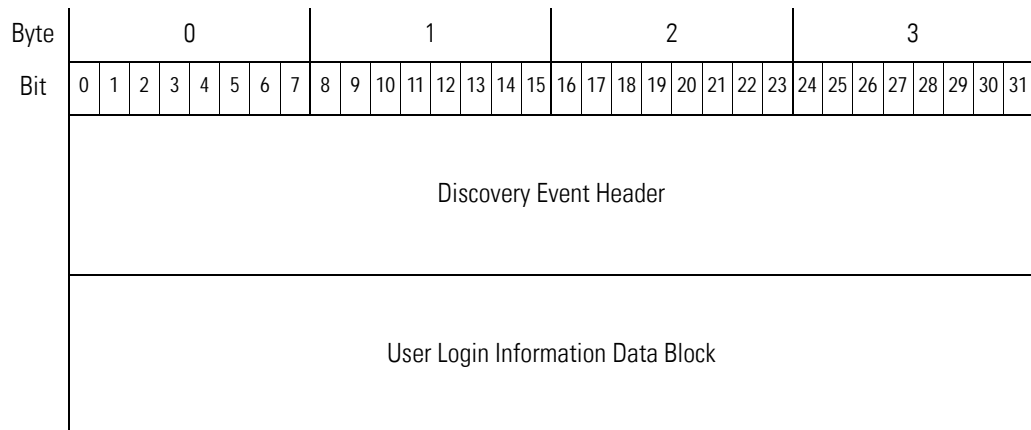 Byte 0 1 2 3
Bit 0 1 2 3 4 5 6 7 8 9 10 11 12 13 14 15 16 17 18 19 20 21 22 23 24 25 26 27 28 29 30 31
Discovery Event Header
User Login Information Data Block